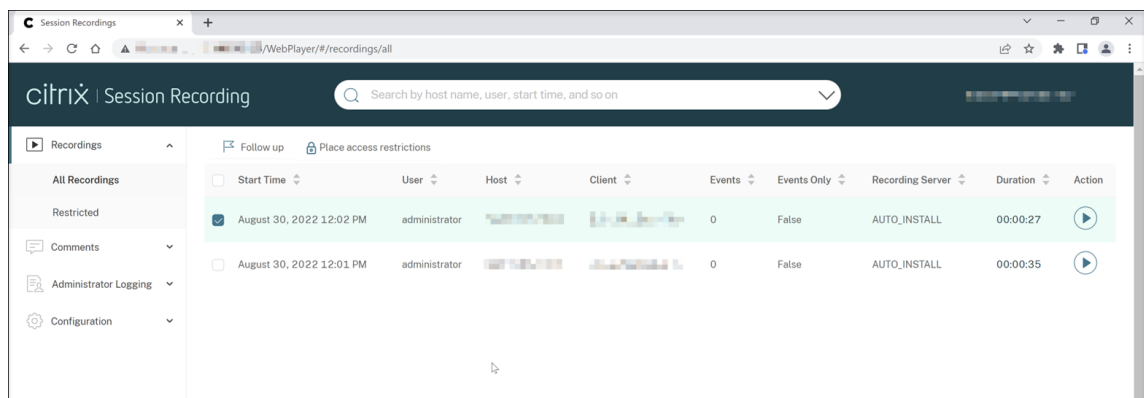 Session Recordings
/WebPlayer/#/recordings/all
citrix | Session Recording
Search by host name, user, start time, and so on
Recordings
Follow up Place access restrictions
All Recordings
Start Time User Host Client Events Events Only Recording Server Duration Action
Restricted
August 30, 2022 12:02 PM administrator 0 False AUTO_INSTALL 00:00:27
Comments
August 30, 2022 12:01 PM administrator 0 False AUTO_INSTALL 00:00:35
Administrator Logging
Configuration